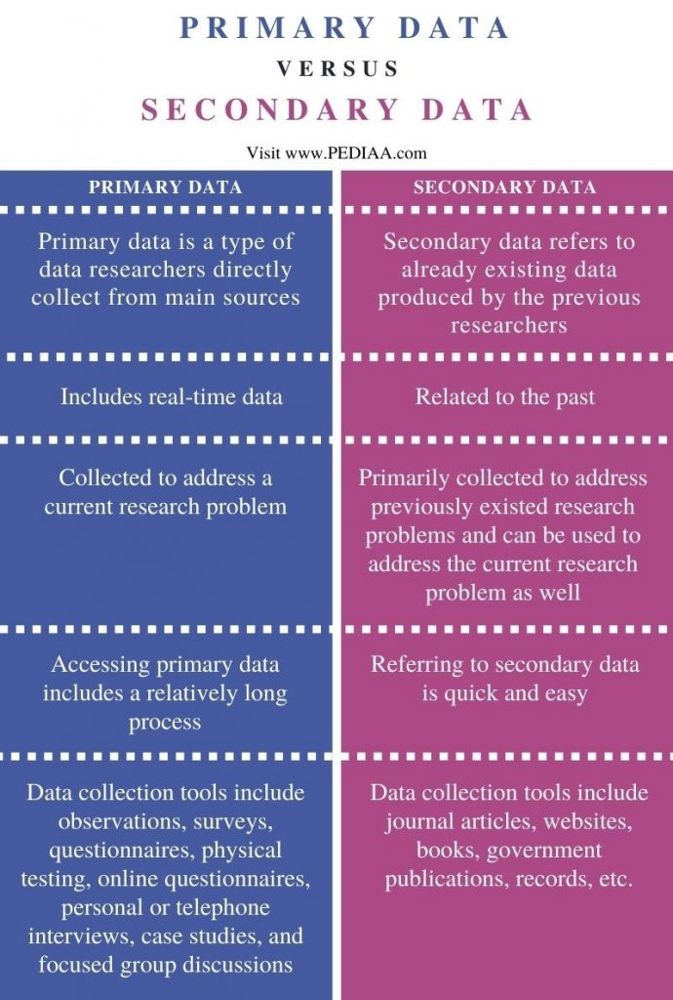 PRIMARY DATA
VERSUS
SECONDARY DATA
Visit www.PEDIAA.com
PRIMARY DATA
Primary data is a type of
data researchers directly
collect from main sources
Includes real-time data
Collected to address a
current research problem
Accessing primary data
includes a relatively long
process
Data collection tools include
observations, surveys,
questionnaires, physical
testing, online questionnaires,
personal or telephone
interviews, case studies, and
focused group discussions
SECONDARY DATA
Secondary data refers to
already existing data
produced by the previous
researchers
Related to the past
Primarily collected to address
previously existed research
problems and can be used to
address the current research
problem as well
Referring to secondary data
is quick and easy
Data collection tools include
journal articles, websites,
books, government
publications, records, etc.